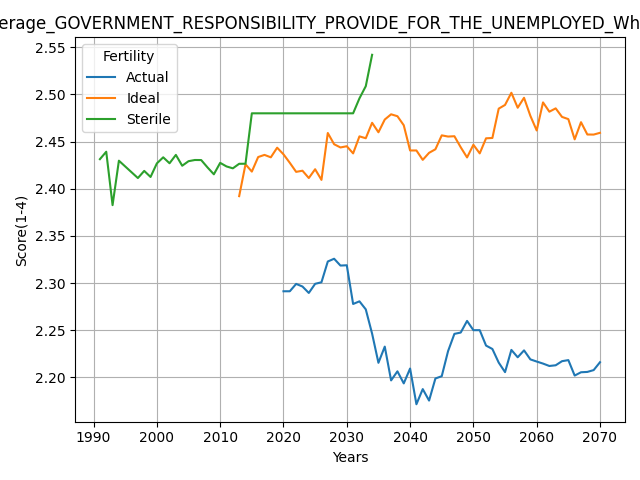 erage_GOVERNMENT_RESPONSIBILITY_PROVIDE_FOR_THE_UNEMPLOYED_Wh
Fertility
Actual
Ideal
Sterile
Score(1-4)
2.55
2.50
2.45
2.40
2.35
2.30
2.25
2.20
1990 2000 2010 2020 2030 2040 2050 2060 2070
Years